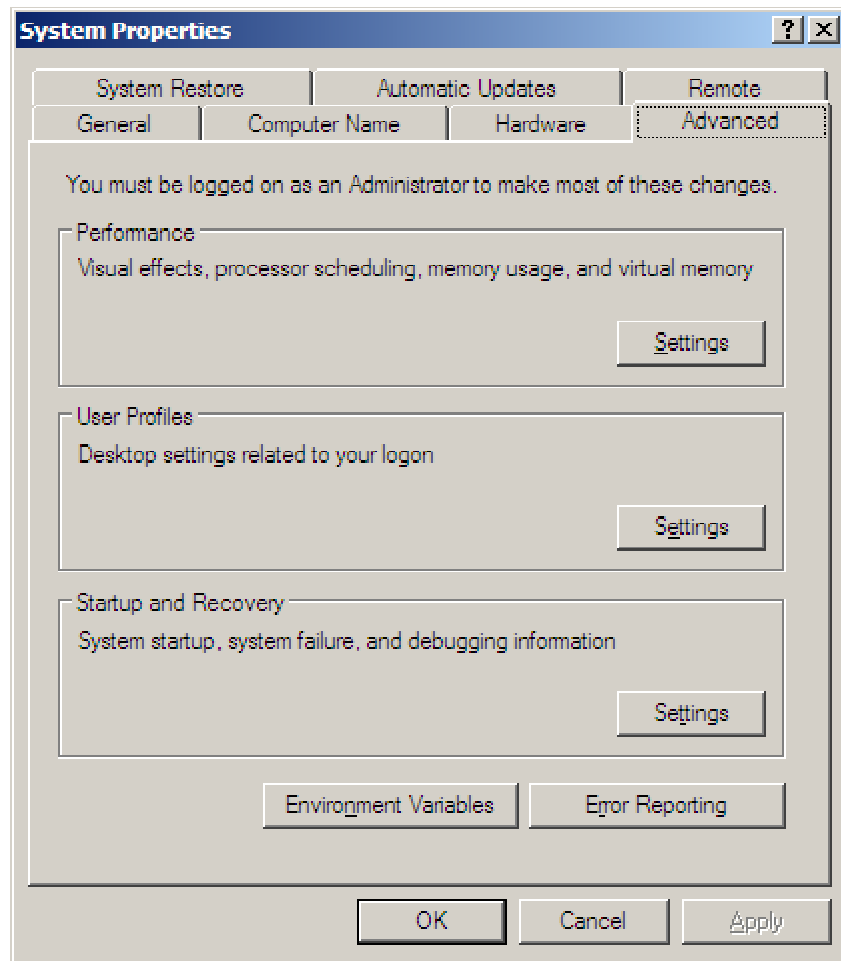 System Properties
System Restore Automatic Updates Remote
General Computer Name Hardware Advanced
You must be logged on as an Administrator to make most of these changes.
Performance
Visual effects, processor scheduling, memory usage, and virtual memory
Settings
User Profiles
Desktop settings related to your logon
Settings
Startup and Recovery
System startup, system failure, and debugging information
Settings
Environment Variables Error Reporting
OK Cancel Apply